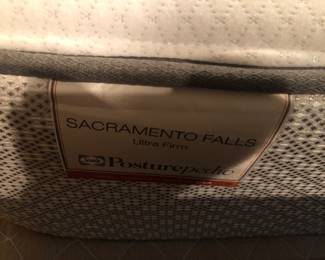 SACRAMENTO FALLS
Ultra Firm
Posturepedic